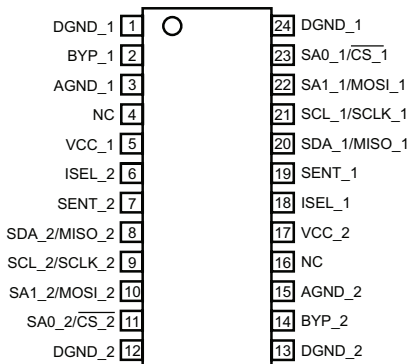 DGND_1 1 24 DGND_1
BYP_1 2 23 SA0_1/CS_1
AGND_1 3 22 SA1_1/MOSI_1
NC 4 21 SCL_1/SCLK_1
VCC_1 5 20 SDA_1/MISO_1
ISEL_2 6 19 SENT_1
SENT_2 7 18 ISEL_1
SDA_2/MISO_2 8 17 VCC_2
SCL_2/SCLK_2 9 16 NC
SA1_2/MOSI_2 10 15 AGND_2
SA0_2/CS_2 11 14 BYP_2
DGND_2 12 13 DGND_2